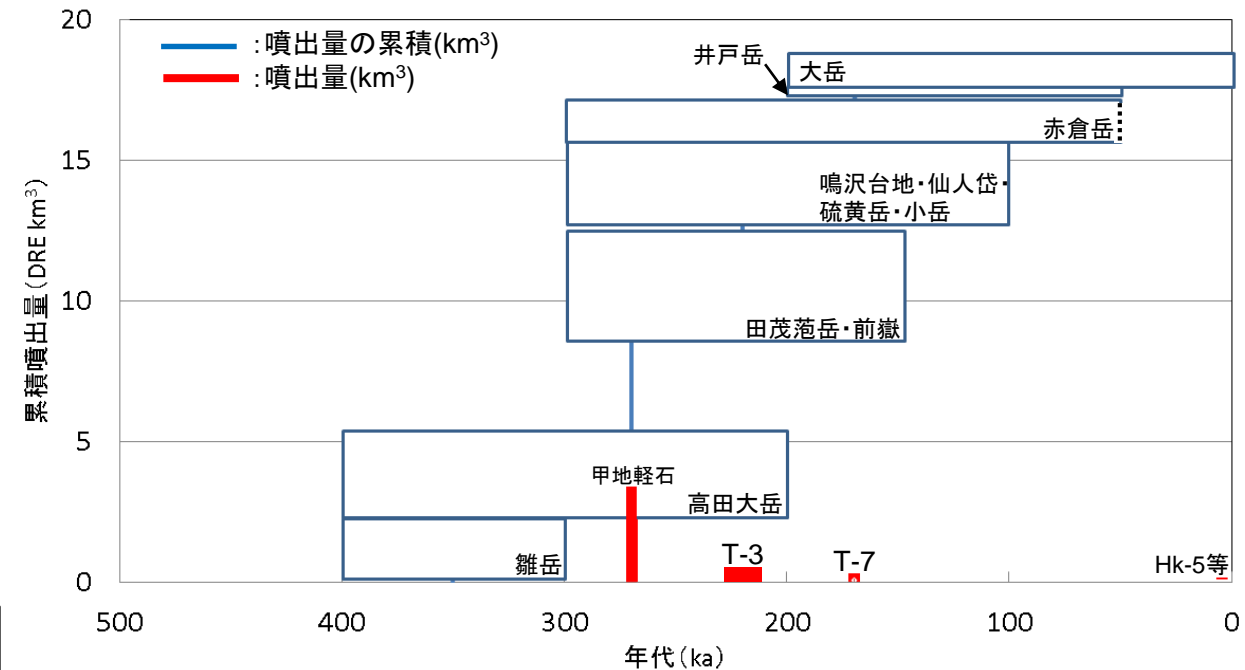 20
:噴出量の累積(km³)
:噴出量(km³)
井戸岳
大岳
赤倉岳
15
鳴沢台地・仙人岱・
硫黄岳・小岳
累積噴出量(DRE km³)
10
田茂萢岳・前嶽
5
甲地軽石
高田大岳
雛岳
T-3
T-7
Hk-5等
0
500
400
300
200
100
0
年代(ka)